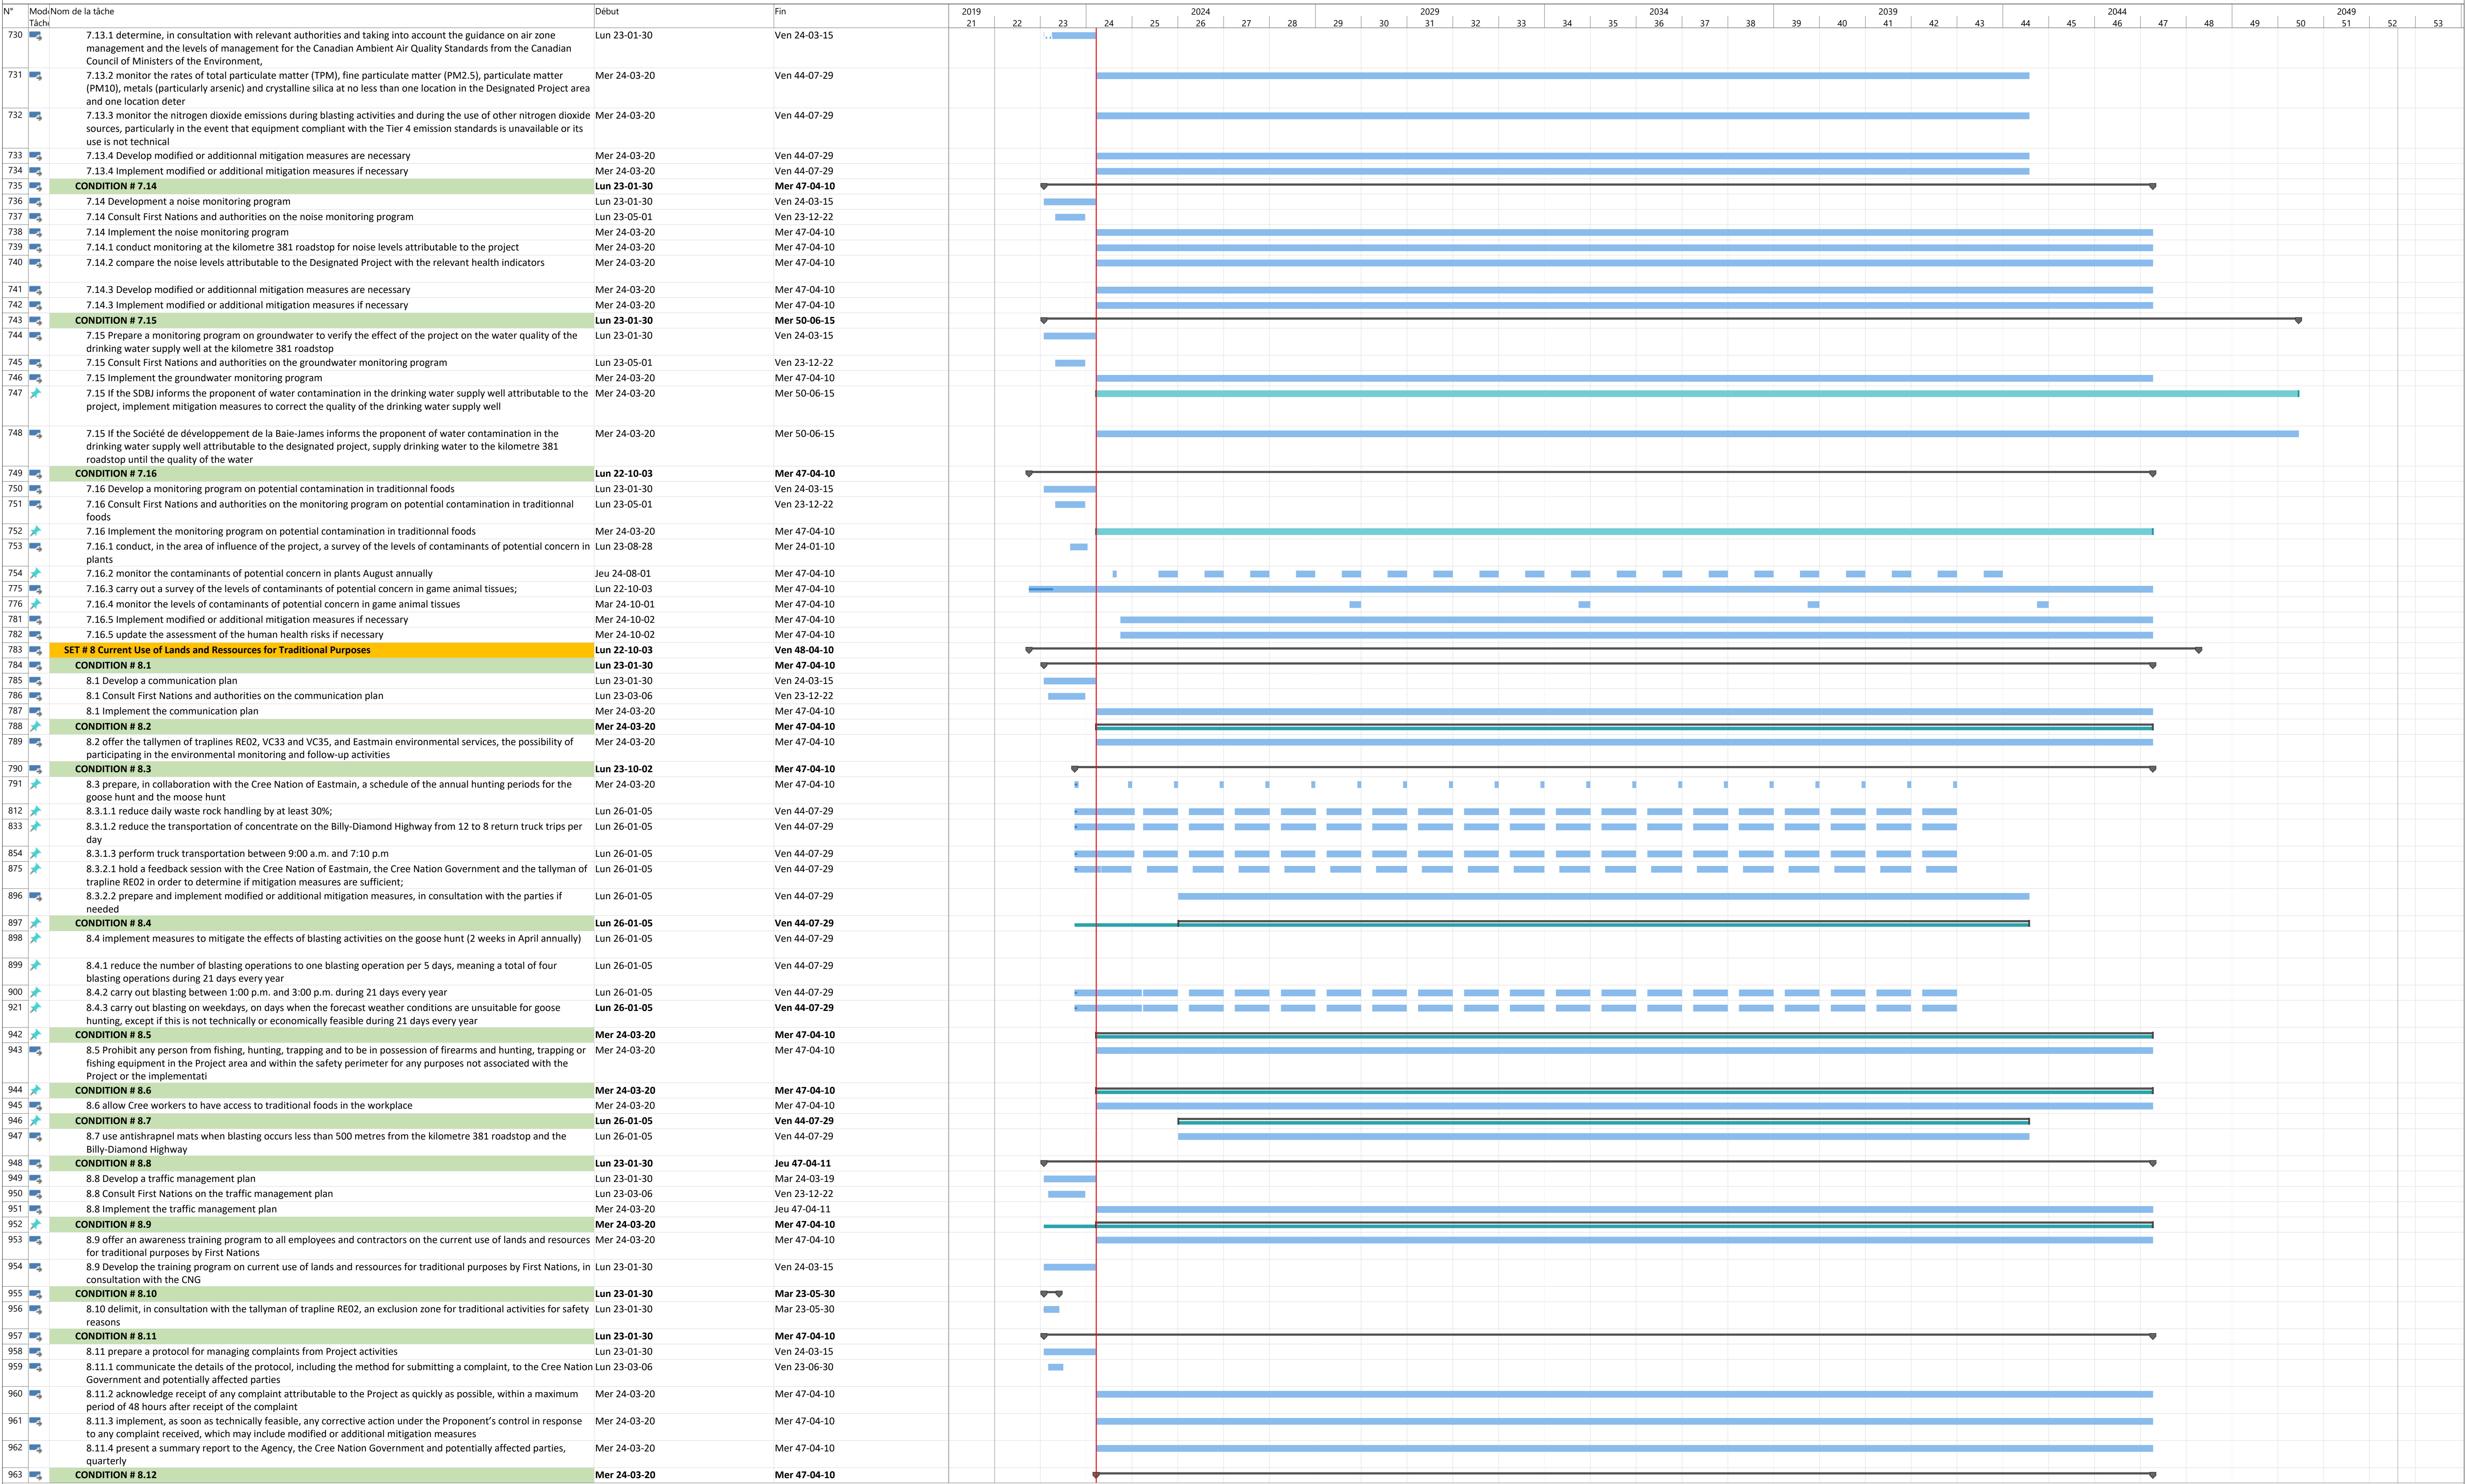 N° Mode Tâche Nom de la tâche Début Fin 2019 2024 2029 2034 2039 2044 2049
21 22 23 24 25 26 27 28 29 30 31 32 33 34 35 36 37 38 39 40 41 42 43 44 45 46 47 48 49 50 51 52 53
730 7.13.1 determine, in consultation with relevant authorities and taking into account the guidance on air zone Lun 23-01-30 Ven 24-03-15
management and the levels of management for the Canadian Ambient Air Quality Standards from the Canadian
Council of Ministers of the Environment,
731 7.13.2 monitor the rates of total particulate matter (TPM), fine particulate matter (PM2.5), particulate matter Mer 24-03-20 Ven 44-07-29
(PM10), metals (particularly arsenic) and crystalline silica at no less than one location in the Designated Project area
and one location deter
732 7.13.3 monitor the nitrogen dioxide emissions during blasting activities and during the use of other nitrogen dioxide Mer 24-03-20 Ven 44-07-29
sources, particularly in the event that equipment compliant with the Tier 4 emission standards is unavailable or its
use is not technical
733 7.13.4 Develop modified or additionnal mitigation measures are necessary Mer 24-03-20 Ven 44-07-29
734 7.13.4 Implement modified or additional mitigation measures if necessary Mer 24-03-20 Ven 44-07-29
735 CONDITION # 7.14 Lun 23-01-30 Mer 47-04-10
736 7.14 Development a noise monitoring program Lun 23-01-30 Ven 24-03-15
737 7.14 Consult First Nations and authorities on the noise monitoring program Lun 23-05-01 Ven 23-12-22
738 7.14 Implement the noise monitoring program Mer 24-03-20 Mer 47-04-10
739 7.14.1 conduct monitoring at the kilometre 381 roadstop for noise levels attributable to the project Mer 24-03-20 Mer 47-04-10
740 7.14.2 compare the noise levels attributable to the Designated Project with the relevant health indicators Mer 24-03-20 Mer 47-04-10
741 7.14.3 Develop modified or additionnal mitigation measures are necessary Mer 24-03-20 Mer 47-04-10
742 7.14.3 Implement modified or additional mitigation measures if necessary Mer 24-03-20 Mer 47-04-10
743 CONDITION # 7.15 Lun 23-01-30 Mer 50-06-15
744 7.15 Prepare a monitoring program on groundwater to verify the effect of the project on the water quality of the Lun 23-01-30 Ven 24-03-15
drinking water supply well at the kilometre 381 roadstop
745 7.15 Consult First Nations and authorities on the groundwater monitoring program Lun 23-05-01 Ven 23-12-22
746 7.15 Implement the groundwater monitoring program Mer 24-03-20 Mer 47-04-10
747 7.15 If the SDBJ informs the proponent of water contamination in the drinking water supply well attributable to the Mer 24-03-20 Mer 50-06-15
project, implement mitigation measures to correct the quality of the drinking water supply well
748 7.15 If the Société de développement de la Baie-James informs the proponent of water contamination in the Mer 24-03-20 Mer 50-06-15
drinking water supply well attributable to the designated project, supply drinking water to the kilometre 381
roadstop until the quality of the water
749 CONDITION # 7.16 Lun 22-10-03 Mer 47-04-10
750 7.16 Develop a monitoring program on potential contamination in traditionnal foods Lun 23-01-30 Ven 24-03-15
751 7.16 Consult First Nations and authorities on the monitoring program on potential contamination in traditionnal Lun 23-05-01 Ven 23-12-22
foods
752 7.16 Implement the monitoring program on potential contamination in traditionnal foods Mer 24-03-20 Mer 47-04-10
753 7.16.1 conduct, in the area of influence of the project, a survey of the levels of contaminants of potential concern in Lun 23-08-28 Mer 24-01-10
plants
754 7.16.2 monitor the contaminants of potential concern in plants August annually Jeu 24-08-01 Mer 47-04-10
775 7.16.3 carry out a survey of the levels of contaminants of potential concern in game animal tissues; Lun 22-10-03 Mer 47-04-10
776 7.16.4 monitor the levels of contaminants of potential concern in game animal tissues Mar 24-10-01 Mer 47-04-10
781 7.16.5 Implement modified or additional mitigation measures if necessary Mer 24-10-02 Mer 47-04-10
782 7.16.5 update the assessment of the human health risks if necessary Mer 24-10-02 Mer 47-04-10
783 SET # 8 Current Use of Lands and Ressources for Traditional Purposes Lun 22-10-03 Ven 48-04-10
784 CONDITION # 8.1 Lun 23-01-30 Mer 47-04-10
785 8.1 Develop a communication plan Lun 23-01-30 Ven 24-03-15
786 8.1 Consult First Nations and authorities on the communication plan Lun 23-03-06 Ven 23-12-22
787 8.1 Implement the communication plan Mer 24-03-20 Mer 47-04-10
788 CONDITION # 8.2 Mer 24-03-20 Mer 47-04-10
789 8.2 offer the tallymen of traplines RE02, VC33 and VC35, and Eastmain environmental services, the possibility of Mer 24-03-20 Mer 47-04-10
participating in the environmental monitoring and follow-up activities
790 CONDITION # 8.3 Lun 23-10-02 Mer 47-04-10
791 8.3 prepare, in collaboration with the Cree Nation of Eastmain, a schedule of the annual hunting periods for the Mar 24-03-20 Mer 47-04-10
goose hunt and the moose hunt
812 8.3.1.1 reduce daily waste rock handling by at least 30%; Lun 26-01-05 Ven 44-07-29
833 8.3.1.2 reduce the transportation of concentrate on the Billy-Diamond Highway from 12 to 8 return truck trips per Lun 26-01-05 Ven 44-07-29
day
854 8.3.1.3 perform truck transportation between 9:00 a.m. and 7:10 p.m Lun 26-01-05 Ven 44-07-29
875 8.3.2.1 hold a feedback session with the Cree Nation of Eastmain, the Cree Nation Government and the tallyman of Lun 26-01-05 Ven 44-07-29
trapline RE02 in order to determine if mitigation measures are sufficient;
896 8.3.2.2 prepare and implement modified or additional mitigation measures, in consultation with the parties if Lun 26-01-05 Ven 44-07-29
needed
897 CONDITION # 8.4 Lun 26-01-05 Ven 44-07-29
898 8.4 implement measures to mitigate the effects of blasting activities on the goose hunt (2 weeks in April annually) Lun 26-01-05 Ven 44-07-29
899 8.4.1 reduce the number of blasting operations to one blasting operation per 5 days, meaning a total of four Lun 26-01-05 Ven 44-07-29
blasting operations during 21 days every year
900 8.4.2 carry out blasting between 1:00 p.m. and 3:00 p.m. during 21 days every year Lun 26-01-05 Ven 44-07-29
921 8.4.3 carry out blasting on weekdays, on days when the forecast weather conditions are unsuitable for goose Lun 26-01-05 Ven 44-07-29
hunting, except if this is not technically or economically feasible during 21 days every year
942 CONDITION # 8.5 Mer 24-03-20 Mer 47-04-10
943 8.5 Prohibit any person from fishing, hunting, trapping and to be in possession of firearms and hunting, trapping or Mer 24-03-20 Mer 47-04-10
fishing equipment in the Project area and within the safety perimeter for any purposes not associated with the
Project or the implementati
944 CONDITION # 8.6 Mer 24-03-20 Mer 47-04-10
945 8.6 allow Cree workers to have access to traditional foods in the workplace Mer 24-03-20 Mer 47-04-10
946 CONDITION # 8.7 Lun 26-01-05 Ven 44-07-29
947 8.7 use antishrapnel mats when blasting occurs less than 500 metres from the kilometre 381 roadstop and the Lun 26-01-05 Ven 44-07-29
Billy-Diamond Highway
948 CONDITION # 8.8 Lun 23-01-30 Jeu 47-04-11
949 8.8 Develop a traffic management plan Lun 23-01-30 Mar 24-03-19
950 8.8 Consult First Nations on the traffic management plan Lun 23-03-06 Ven 23-12-22
951 8.8 Implement the traffic management plan Mer 24-03-20 Jeu 47-04-11
952 CONDITION # 8.9 Mer 24-03-20 Mer 47-04-10
953 8.9 offer an awareness training program to all employees and contractors on the current use of lands and resources Mer 24-03-20 Mer 47-04-10
for traditional purposes by First Nations
954 8.9 Develop the training program on current use of lands and ressources for traditional purposes by First Nations, in Lun 23-01-30 Ven 24-03-15
consultation with the CNG
955 CONDITION # 8.10 Lun 23-01-30 Mar 23-05-30
956 8.10 delimit, in consultation with the tallyman of trapline RE02, an exclusion zone for traditional activities for safety Lun 23-01-30 Mar 23-05-30
reasons
957 CONDITION # 8.11 Lun 23-01-30 Mer 47-04-10
958 8.11 prepare a protocol for managing complaints from Project activities Lun 23-01-30 Ven 24-03-15
959 8.11.1 communicate the details of the protocol, including the method for submitting a complaint, to the Cree Nation Lun 23-03-06 Ven 23-06-30
Government and potentially affected parties
960 8.11.2 acknowledge receipt of any complaint attributable to the Project as quickly as possible, within a maximum Mer 24-03-20 Mer 47-04-10
period of 48 hours after receipt of the complaint
961 8.11.3 implement, as soon as technically feasible, any corrective action under the Proponent’s control in response Mer 24-03-20 Mer 47-04-10
to any complaint received, which may include modified or additional mitigation measures
962 8.11.4 present a summary report to the Agency, the Cree Nation Government and potentially affected parties, Mer 24-03-20 Mer 47-04-10
quarterly
963 CONDITION # 8.12 Mer 24-03-20 Mer 47-04-10